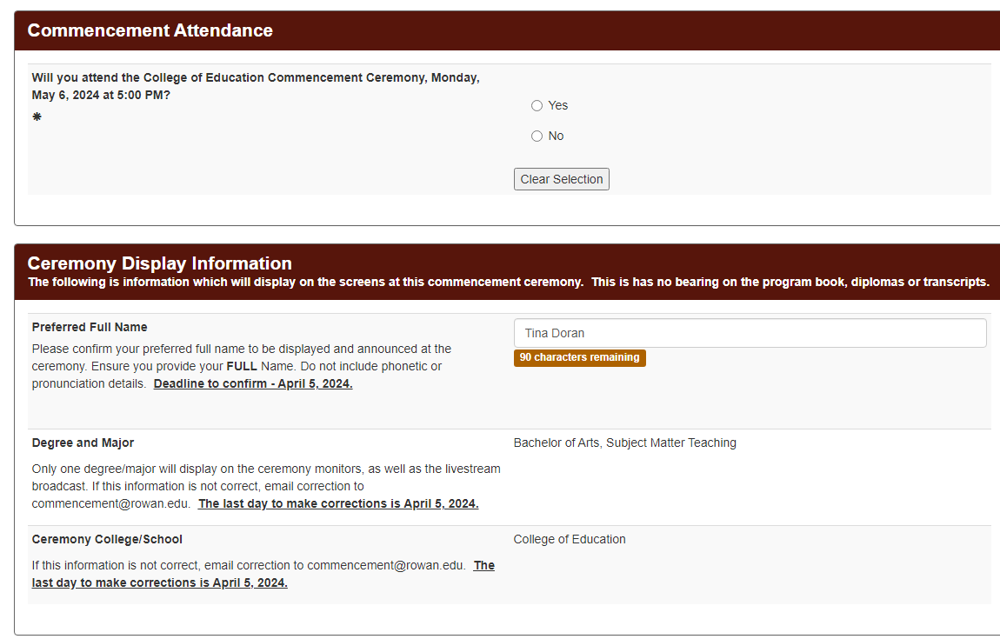 Commencement Attendance
Will you attend the College of Education Commencement Ceremony, Monday,
May 6, 2024 at 5:00 PM?
✱
Yes
No
Clear Selection
Ceremony Display Information
The following is information which will display on the screens at this commencement ceremony.  This is has no bearing on the program book, diplomas or transcripts.
Preferred Full Name
Please confirm your preferred full name to be displayed and announced at the
ceremony. Ensure you provide your FULL Name. Do not include phonetic or
pronunciation details.  Deadline to confirm - April 5, 2024.
Tina Doran
90 characters remaining
Degree and Major
Only one degree/major will display on the ceremony monitors, as well as the livestream
broadcast. If this information is not correct, email correction to
commencement@rowan.edu.  The last day to make corrections is April 5, 2024.
Bachelor of Arts, Subject Matter Teaching
Ceremony College/School
If this information is not correct, email correction to commencement@rowan.edu.  The
last day to make corrections is April 5, 2024.
College of Education